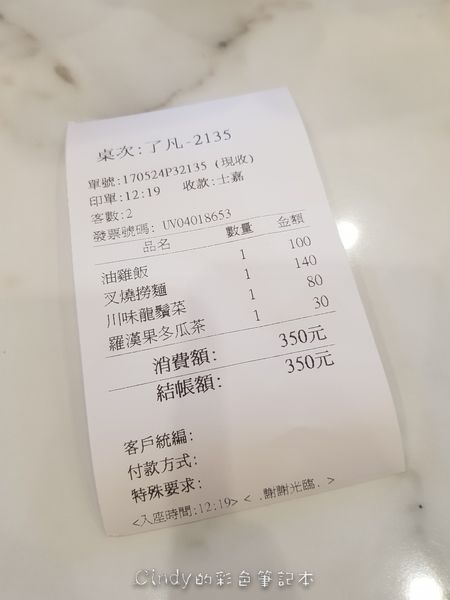 桌次:了凡-2135
單號:170524P32135 (現收)
印單:12:19 收款:士嘉
客數:2
發票號碼: UV04018653
品名 數量 金額
油雞飯 1 100
叉燒撈麵 1 140
川味龍鬚菜 1 80
羅漢果冬瓜茶 1 30
消費額: 350元
結帳額: 350元
客戶統編:
付款方式:
特殊要求:
<入座時間:12:19> < .謝謝光臨. >
Cindy的彩色筆記本